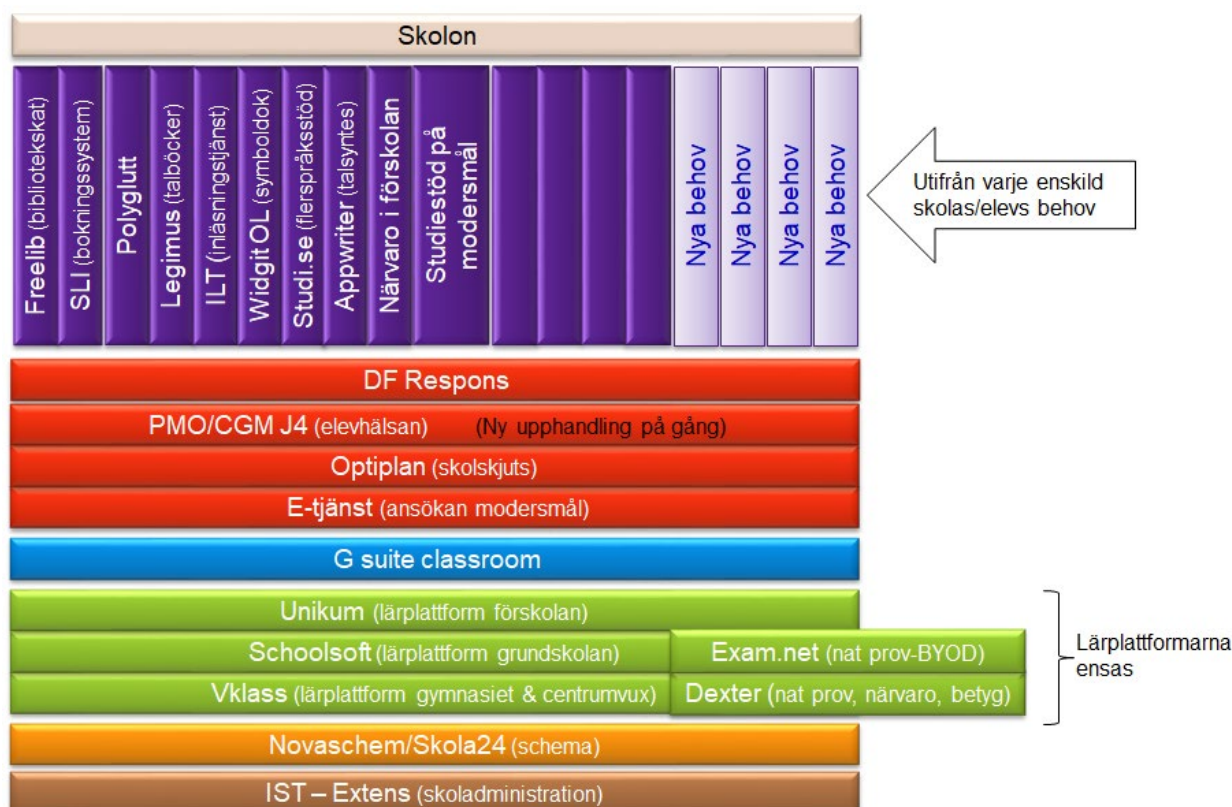 Skolon
Freelib (bibliotekskat)
SLI (bokningssystem)
Polyglutt
Legimus (talböcker)
ILT (inläsningstjänst)
Widgit OL (symboldok)
Studi.se (flerspråksstöd)
Appwriter (talsyntes)
Närvaro i förskolan
Studiestöd på
modersmål
Nya behov
Nya behov
Nya behov
Nya behov
Utifrån varje enskild
skolas/elevs behov
DF Respons
PMO/CGM J4 (elevhälsan) (Ny upphandling på gång)
Optiplan (skolskjuts)
E-tjänst (ansökan modersmål)
G suite classroom
Unikum (lärplattform förskolan)
Schoolsoft (lärplattform grundskolan) Exam.net (nat prov-BYOD)
Vklass (lärplattform gymnasiet & centrumvux) Dexter (nat prov, närvaro, betyg)
Lärplattformarna
ensas
Novaschem/Skola24 (schema)
IST – Extens (skoladministration)